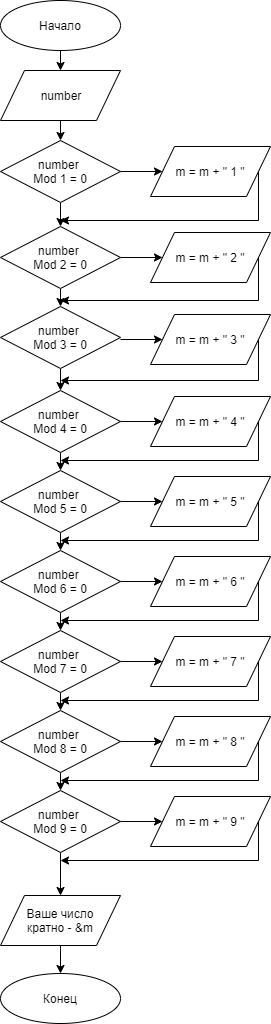 Начало
number
number
Mod 1 = 0
m = m + " 1 "
number
Mod 2 = 0
m = m + " 2 "
number
Mod 3 = 0
m = m + " 3 "
number
Mod 4 = 0
m = m + " 4 "
number
Mod 5 = 0
m = m + " 5 "
number
Mod 6 = 0
m = m + " 6 "
number
Mod 7 = 0
m = m + " 7 "
number
Mod 8 = 0
m = m + " 8 "
number
Mod 9 = 0
m = m + " 9 "
Ваше число
кратно - &m
Конец